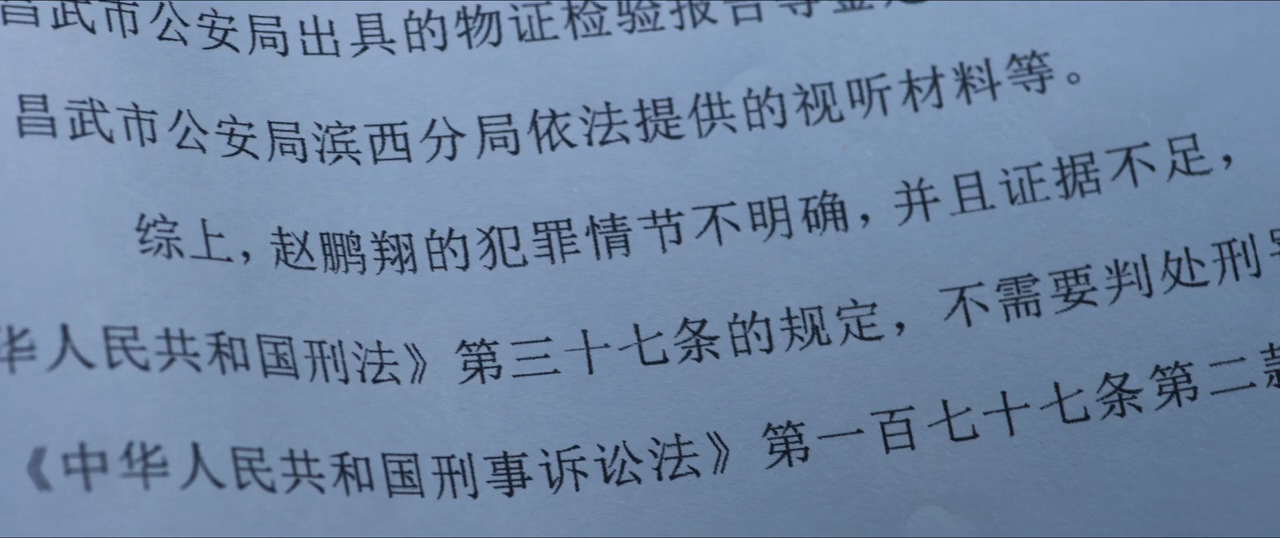 昌武市公安局出具的物证检验报告等鉴定
昌武市公安局滨西分局依法提供的视听材料等。
综上，赵鹏翔的犯罪情节不明确，并且证据不足，
华人民共和国刑法》第三十七条的规定，不需要判处刑
《中华人民共和国刑事诉讼法》第一百七十七条第二款